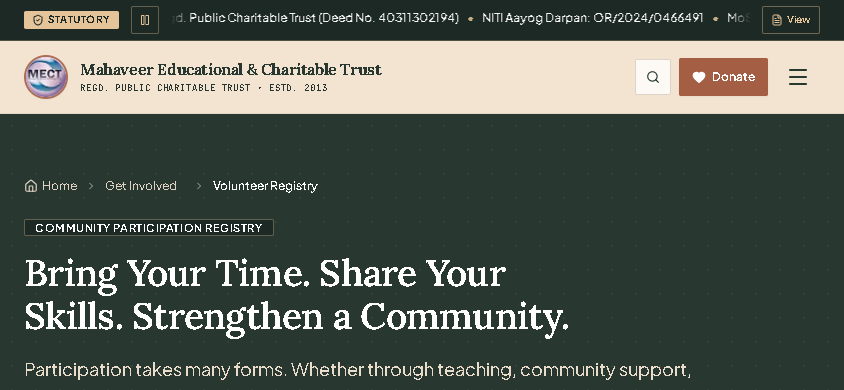 STATUTORY
d. Public Charitable Trust (Deed No. 40311302194) • NITI Aayog Darpan: OR/2024/0466491 •
View
MECT
Mahaveer Educational & Charitable Trust
REGD. PUBLIC CHARITABLE TRUST • ESTD. 2013
Donate
Home > Get Involved > Volunteer Registry
COMMUNITY PARTICIPATION REGISTRY
Bring Your Time. Share Your
Skills. Strengthen a Community.
Participation takes many forms. Whether through teaching, community support,